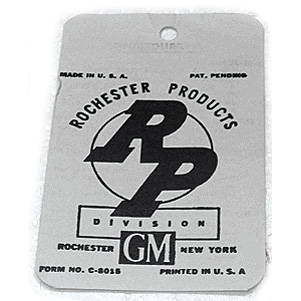 MADE IN U. S. A. PAT. PENDING
ROCHESTER PRODUCTS
RP
DIVISION
ROCHESTER GM NEW YORK
FORM NO. C-8015 PRINTED IN U. S. A